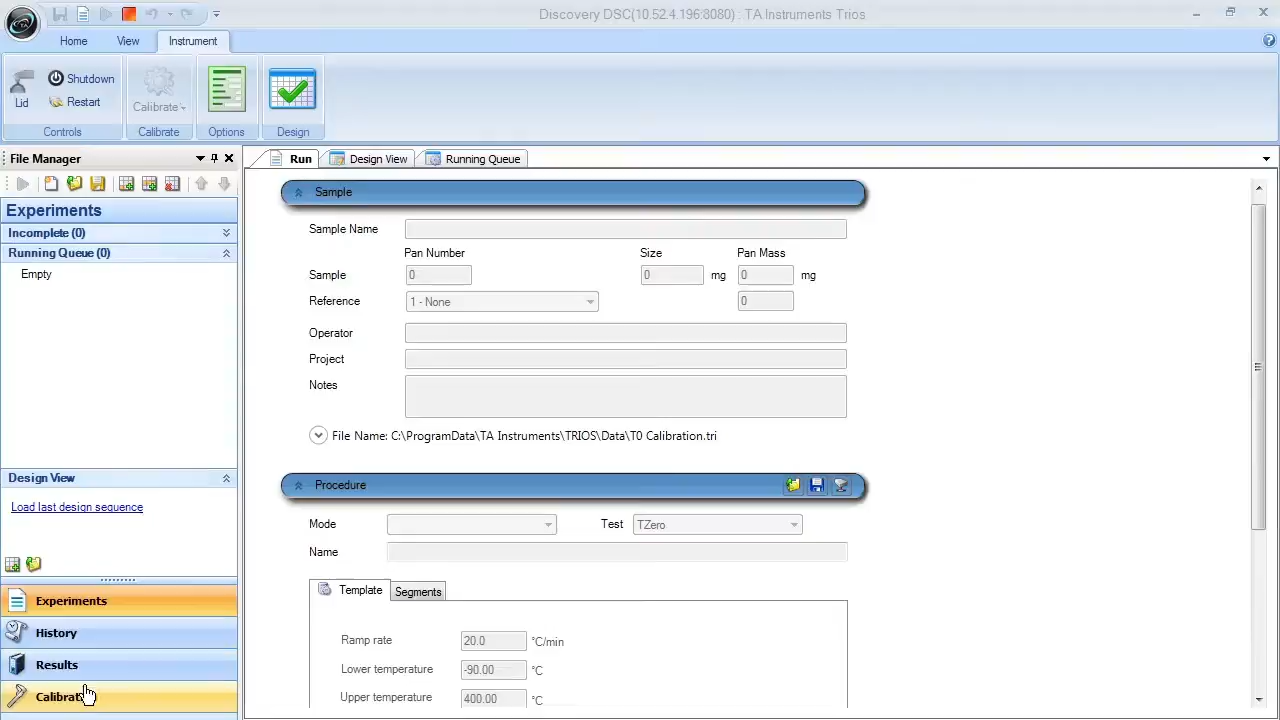 Discovery DSC(10.52.4.196:8080) : TA Instruments Trios
Home View Instrument
Lid Shutdown Restart Calibrate
Controls Calibrate Options Design
File Manager
Run Design View Running Queue
Experiments
Incomplete (0)
Running Queue (0)
Empty
Design View
Load last design sequence
Experiments
History
Results
Sample
Sample Name
Pan Number Size Pan Mass
Sample 0 0 mg 0 mg
Reference 1 - None 0
Operator
Project
Notes
File Name: C:\ProgramData\TA Instruments\TRIOS\Data\T0 Calibration.tri
Procedure
Mode Test TZero
Name
Template Segments
Ramp rate 20.0 °C/min
Lower temperature -90.00 °C
Upper temperature 400.00 °C